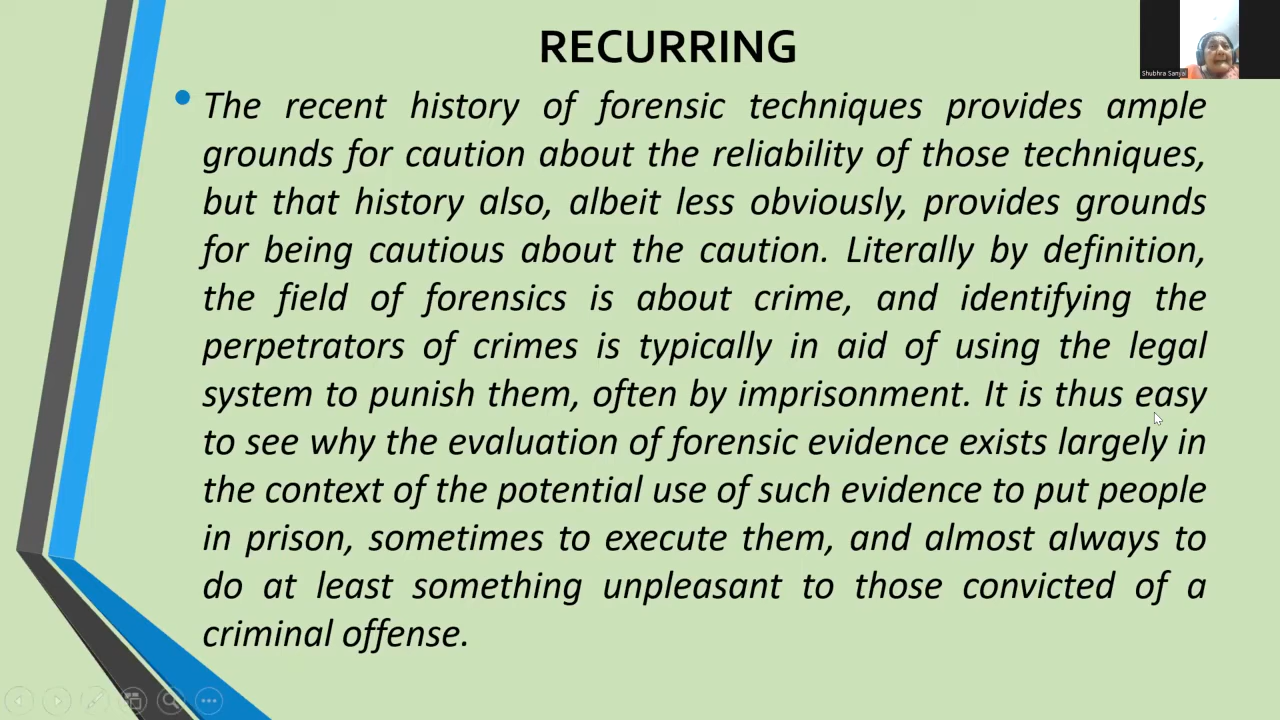 RECURRING
The recent history of forensic techniques provides ample
grounds for caution about the reliability of those techniques,
but that history also, albeit less obviously, provides grounds
for being cautious about the caution. Literally by definition,
the field of forensics is about crime, and identifying the
perpetrators of crimes is typically in aid of using the legal
system to punish them, often by imprisonment. It is thus easy
to see why the evaluation of forensic evidence exists largely in
the context of the potential use of such evidence to put people
in prison, sometimes to execute them, and almost always to
do at least something unpleasant to those convicted of a
criminal offense.
Shubhra Sanyal